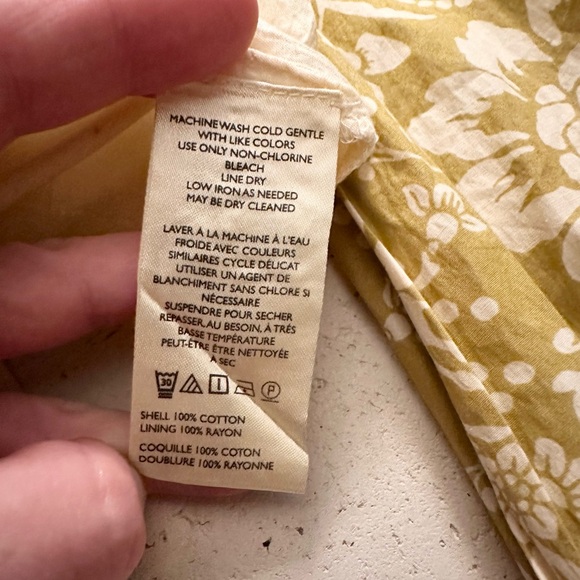 MACHINE WASH COLD GENTLE
WITH LIKE COLORS
USE ONLY NON-CHLORINE
BLEACH
LINE DRY
LOW IRON AS NEEDED
MAY BE DRY CLEANED
LAVER À LA MACHINE À L'EAU
FROIDE AVEC COULEURS
SIMILAIRES CYCLE DÉLICAT
UTILISER UN AGENT DE
BLANCHIMENT SANS CHLORE SI
NÉCESSAIRE
SUSPENDRE POUR SECHER
REPASSER, AU BESOIN, À TRÈS
BASSE TEMPÉRATURE
PEUT-ÊTRE ÊTRE NETTOYÉE
A SEC
30 P
SHELL 100% COTTON
LINING 100% RAYON
COQUILLE 100% COTON
DOUBLURE 100% RAYONNE